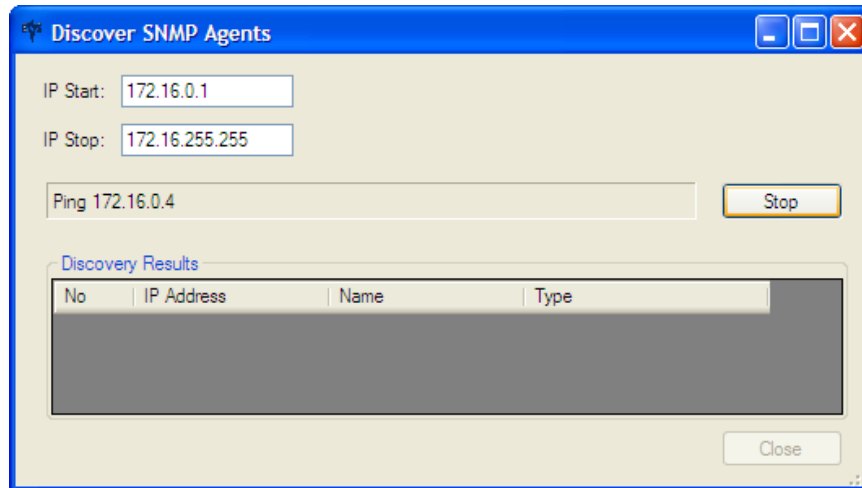 Discover SNMP Agents
IP Start: 172.16.0.1
IP Stop: 172.16.255.255
Ping 172.16.0.4 Stop
Discovery Results
No IP Address Name Type
Close